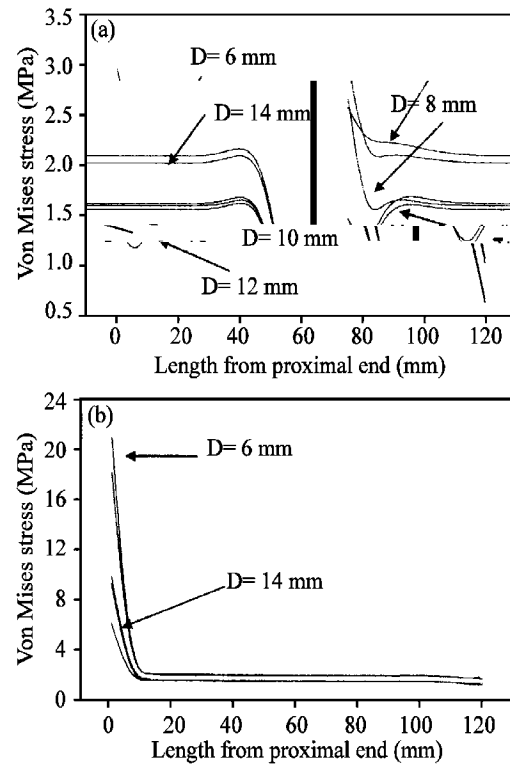 (a)
Von Mises stress (MPa)
3.5
3.0
2.5
2.0
1.6
1.0
0.5
D= 6 mm
D= 14 mm
D= 8 mm
D= 10 mm
D= 12 mm
0 20 40 60 80 100 120
Length from proximal end (mm)
(b)
Von Mises stress (MPa)
24
20
16
12
8
4
0
D= 6 mm
D= 14 mm
0 20 40 60 80 100 120
Length from proximal end (mm)